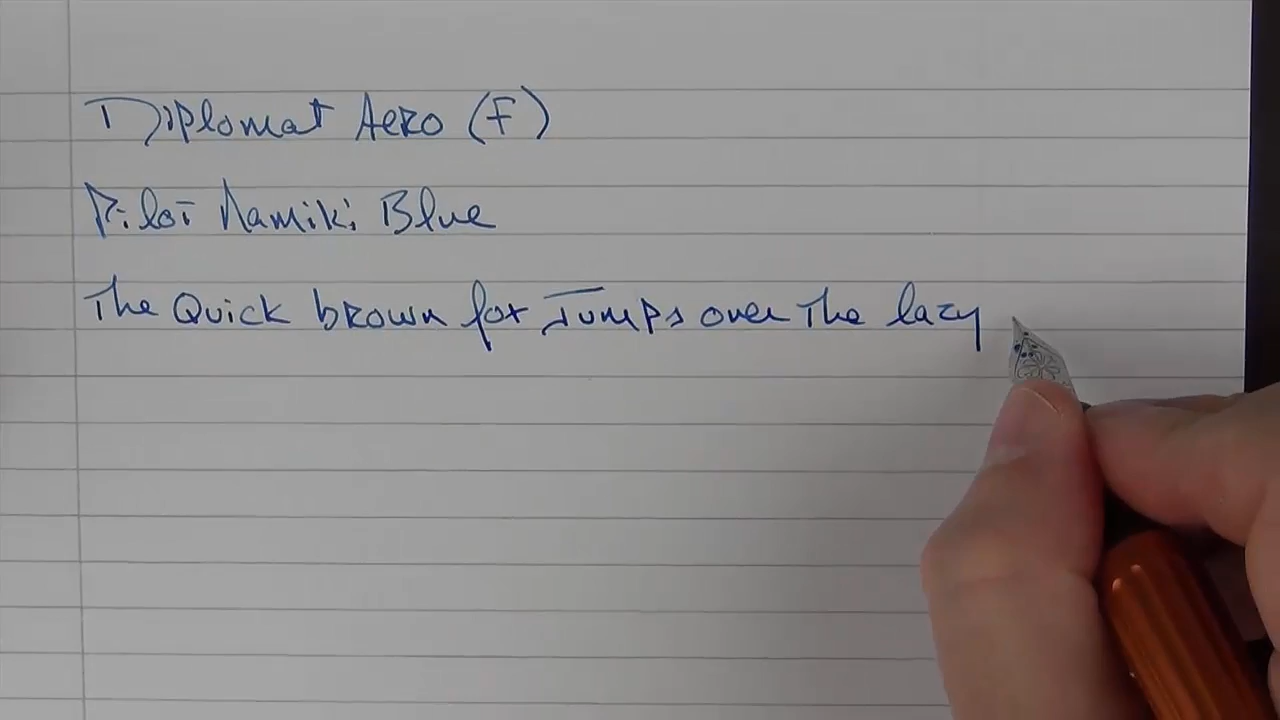 Diplomat Aero (F)
Pilot Namiki Blue
The Quick brown fox Jumps over The lazy